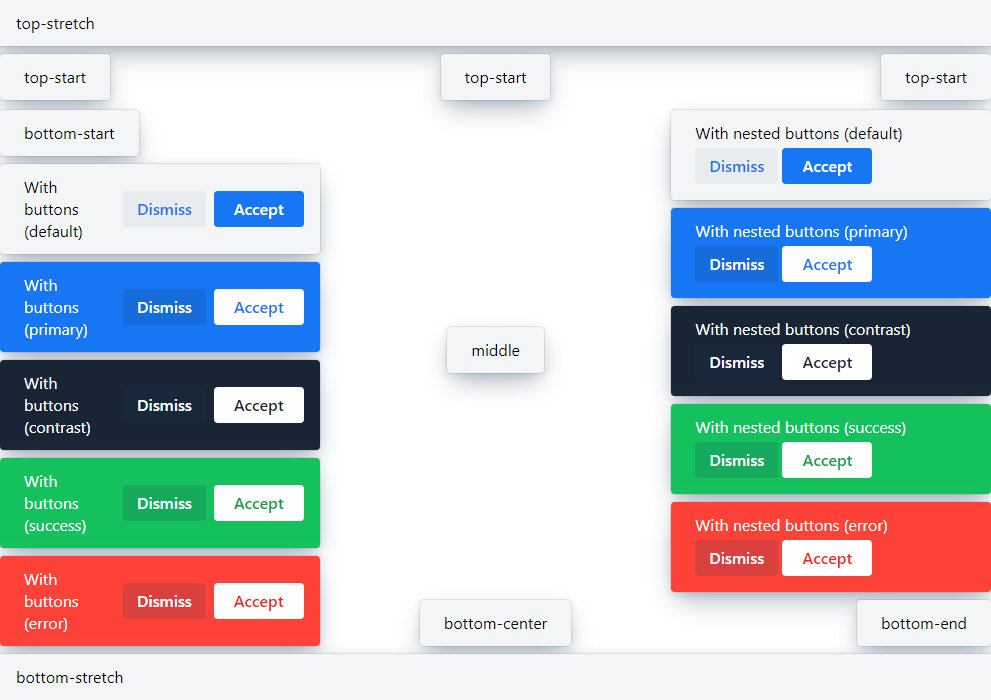 top-stretch
top-start
top-start
top-start
bottom-start
With
buttons
(default)
Dismiss
Accept
With
buttons
(primary)
Dismiss
Accept
With
buttons
(contrast)
Dismiss
Accept
With
buttons
(success)
Dismiss
Accept
With
buttons
(error)
Dismiss
Accept
middle
With nested buttons (default)
Dismiss
Accept
With nested buttons (primary)
Dismiss
Accept
With nested buttons (contrast)
Dismiss
Accept
With nested buttons (success)
Dismiss
Accept
With nested buttons (error)
Dismiss
Accept
bottom-center
bottom-end
bottom-stretch